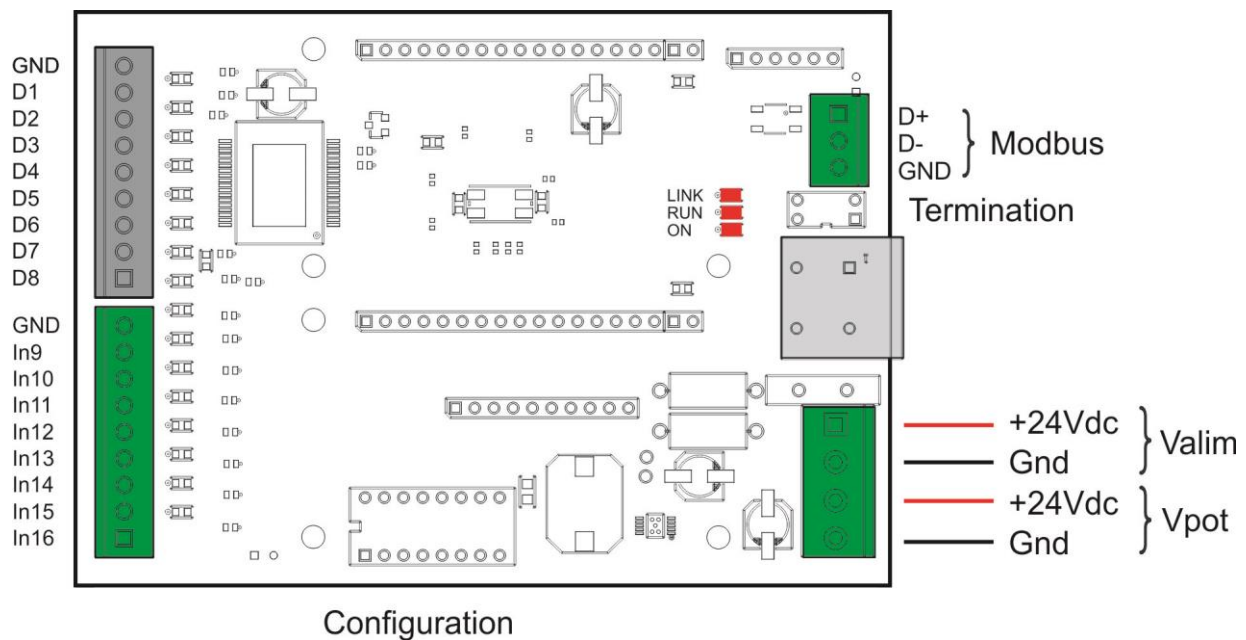 GND
D1
D2
D3
D4
D5
D6
D7
D8
GND
In9
In10
In11
In12
In13
In14
In15
In16
LINK
RUN
ON
D+
D-
GND
Modbus
Termination
+24Vdc
Gnd
Valim
+24Vdc
Gnd
Vpot
Configuration